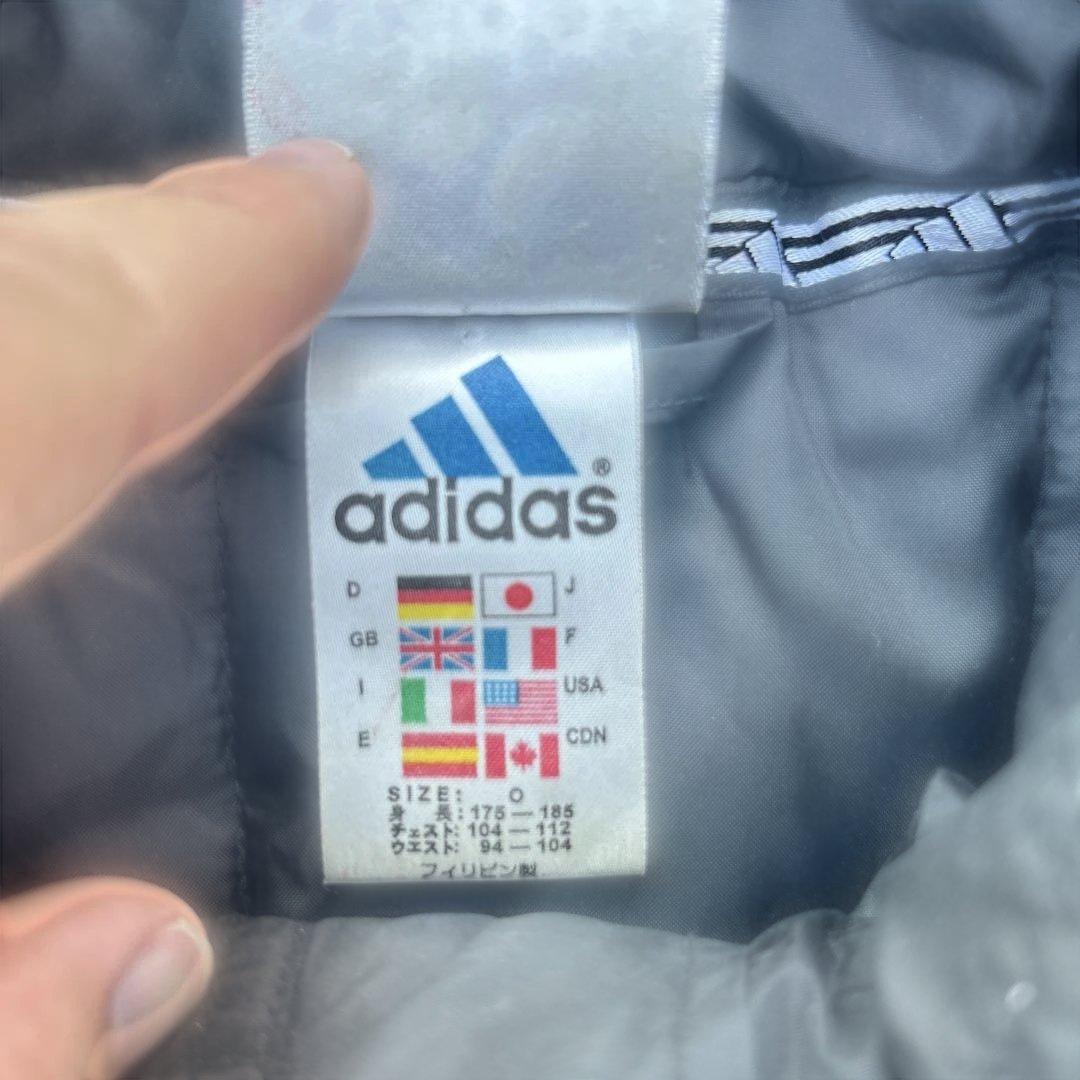 adidas®
D J
GB F
I USA
E CDN
SIZE: O
身 長: 175 — 185
チェスト: 104 — 112
ウエスト: 94 — 104
フィリピン製